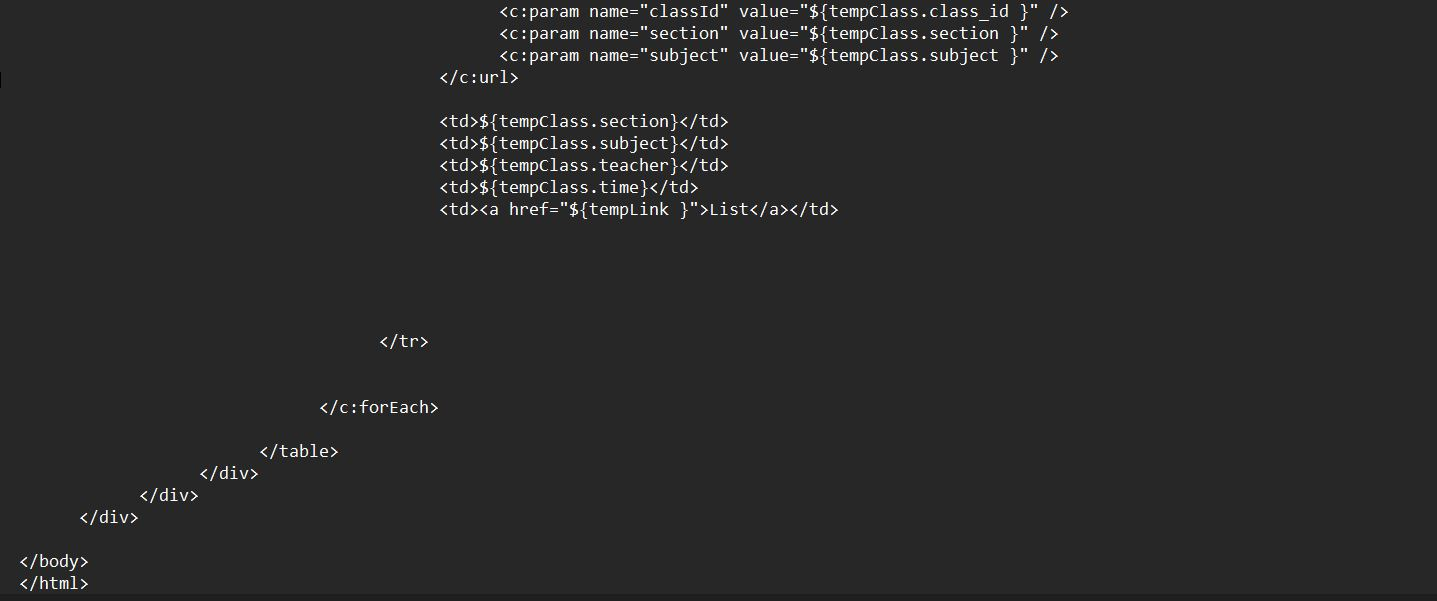 <c:param name="classId" value="${tempClass.class_id }" />
<c:param name="section" value="${tempClass.section }" />
<c:param name="subject" value="${tempClass.subject }" />
</c:url>
<td>${tempClass.section}</td>
<td>${tempClass.subject}</td>
<td>${tempClass.teacher}</td>
<td>${tempClass.time}</td>
<td><a href="${tempLink }">List</a></td>
</tr>
</c:forEach>
</table>
</div>
</div>
</div>
</body>
</html>